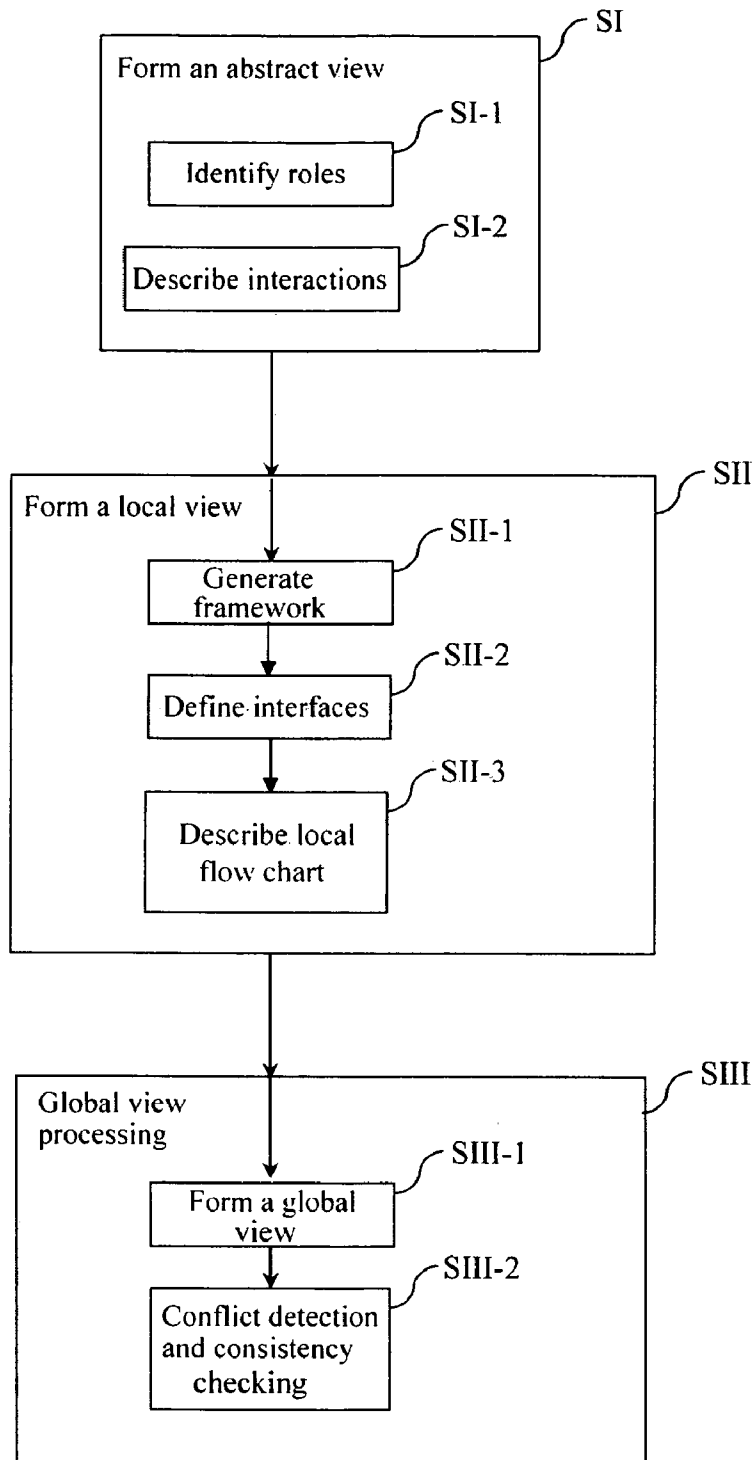 SI
Form an abstract view
SI-1
Identify roles
SI-2
Describe interactions
SII
Form a local view
SII-1
Generate
framework
SII-2
Define interfaces
SII-3
Describe local
flow chart
SIII
Global view
processing
SIII-1
Form a global
view
SIII-2
Conflict detection
and consistency
checking